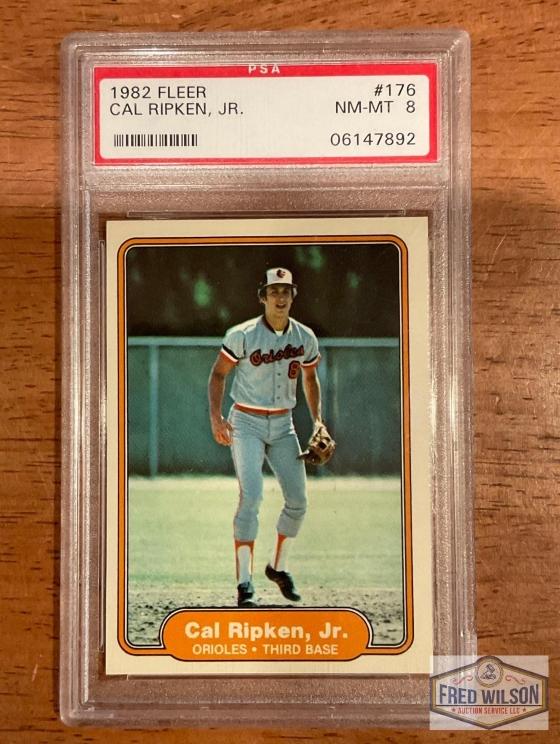 PSA
1982 FLEER #176
CAL RIPKEN, JR. NM-MT 8
06147892
Orioles
8
Cal Ripken, Jr.
ORIOLES • THIRD BASE
FRED WILSON
AUCTION SERVICE LLC